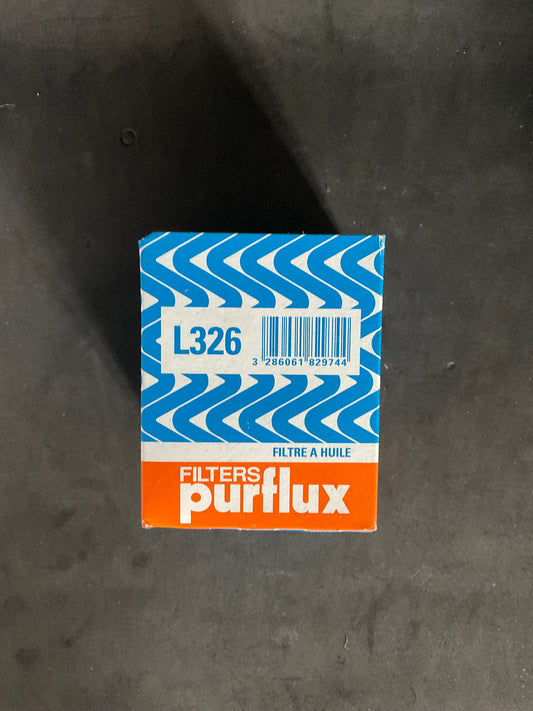 L326
3 286061 829744
FILTRE A HUILE
FILTERS
purflux